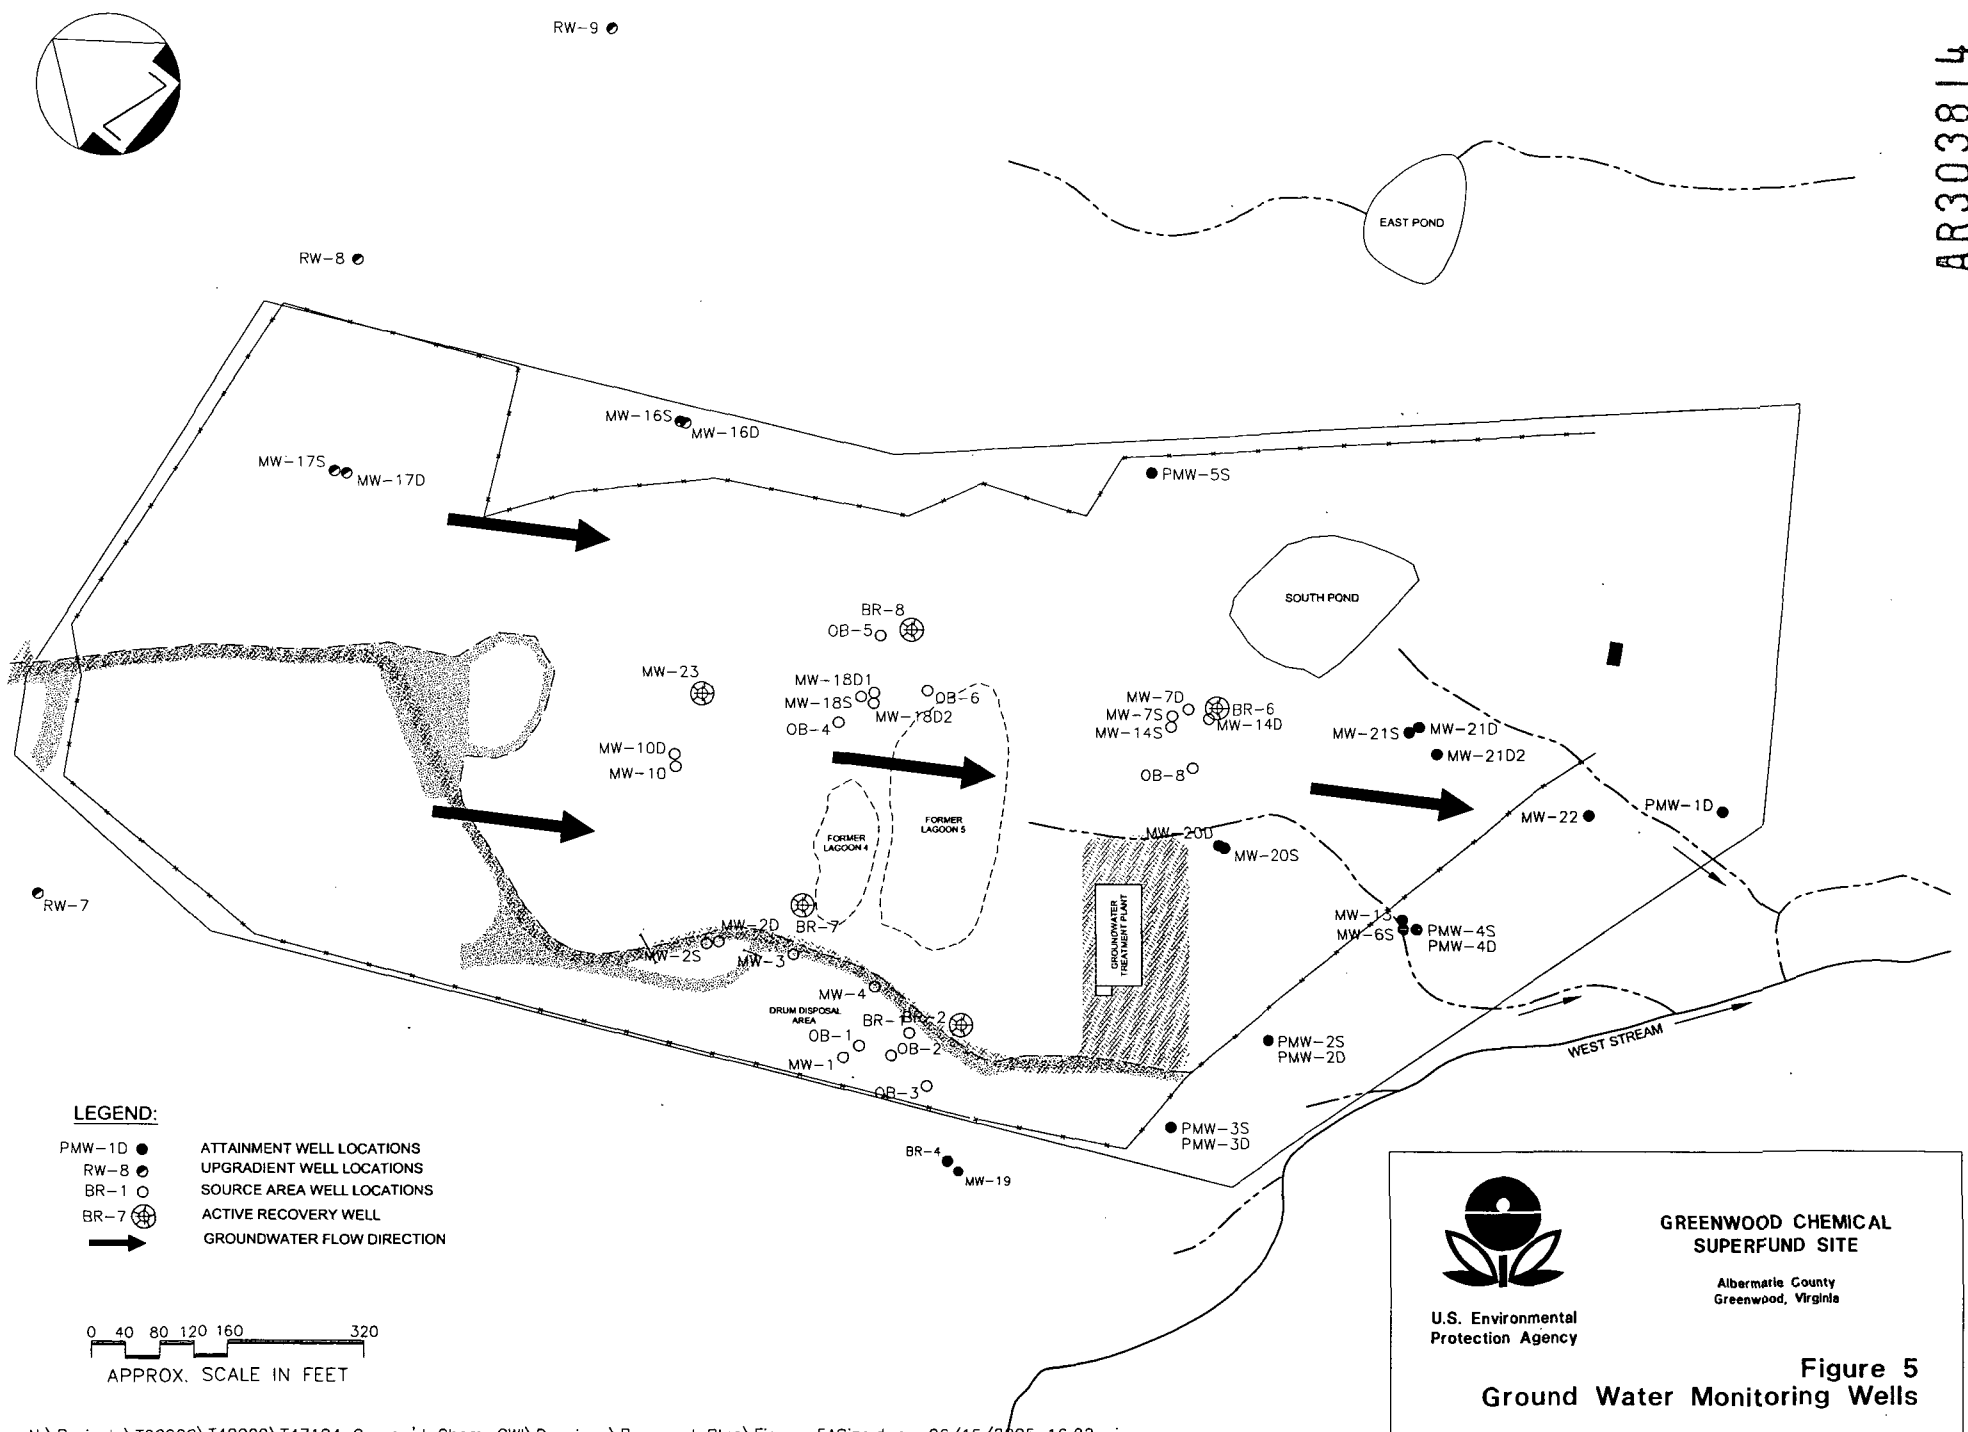 RW-9
AR303814
EAST POND
RW-8
MW-16S
MW-16D
MW-17S
MW-17D
PMW-5S
SOUTH POND
BR-8
OB-5
MW-23
MW-18D1
MW-18S
OB-6
MW-18D2
OB-4
MW-7D
MW-7S
BR-6
MW-14S
MW-14D
MW-21S
MW-21D
MW-21D2
MW-10D
MW-10
OB-8
FORMER
LAGOON 5
FORMER
LAGOON 4
MW-20D
MW-20S
MW-22
PMW-1D
RW-7
MW-2D
BR-7
MW-2S
MW-3
GROUNDWATER
TREATMENT PLANT
MW-13
MW-6S
PMW-4S
PMW-4D
MW-4
DRUM DISPOSAL
AREA
BR-1
BR-2
OB-1
OB-2
MW-1
OB-3
PMW-2S
PMW-2D
WEST STREAM
PMW-3S
PMW-3D
BR-4
MW-19
LEGEND:
PMW-1D ATTAINMENT WELL LOCATIONS
RW-8 UPGRADIENT WELL LOCATIONS
BR-1 SOURCE AREA WELL LOCATIONS
BR-7 ACTIVE RECOVERY WELL
GROUNDWATER FLOW DIRECTION
0 40 80 120 160 320
APPROX. SCALE IN FEET
GREENWOOD CHEMICAL
SUPERFUND SITE
Albermarle County
Greenwood, Virginia
U.S. Environmental
Protection Agency
Figure 5
Ground Water Monitoring Wells